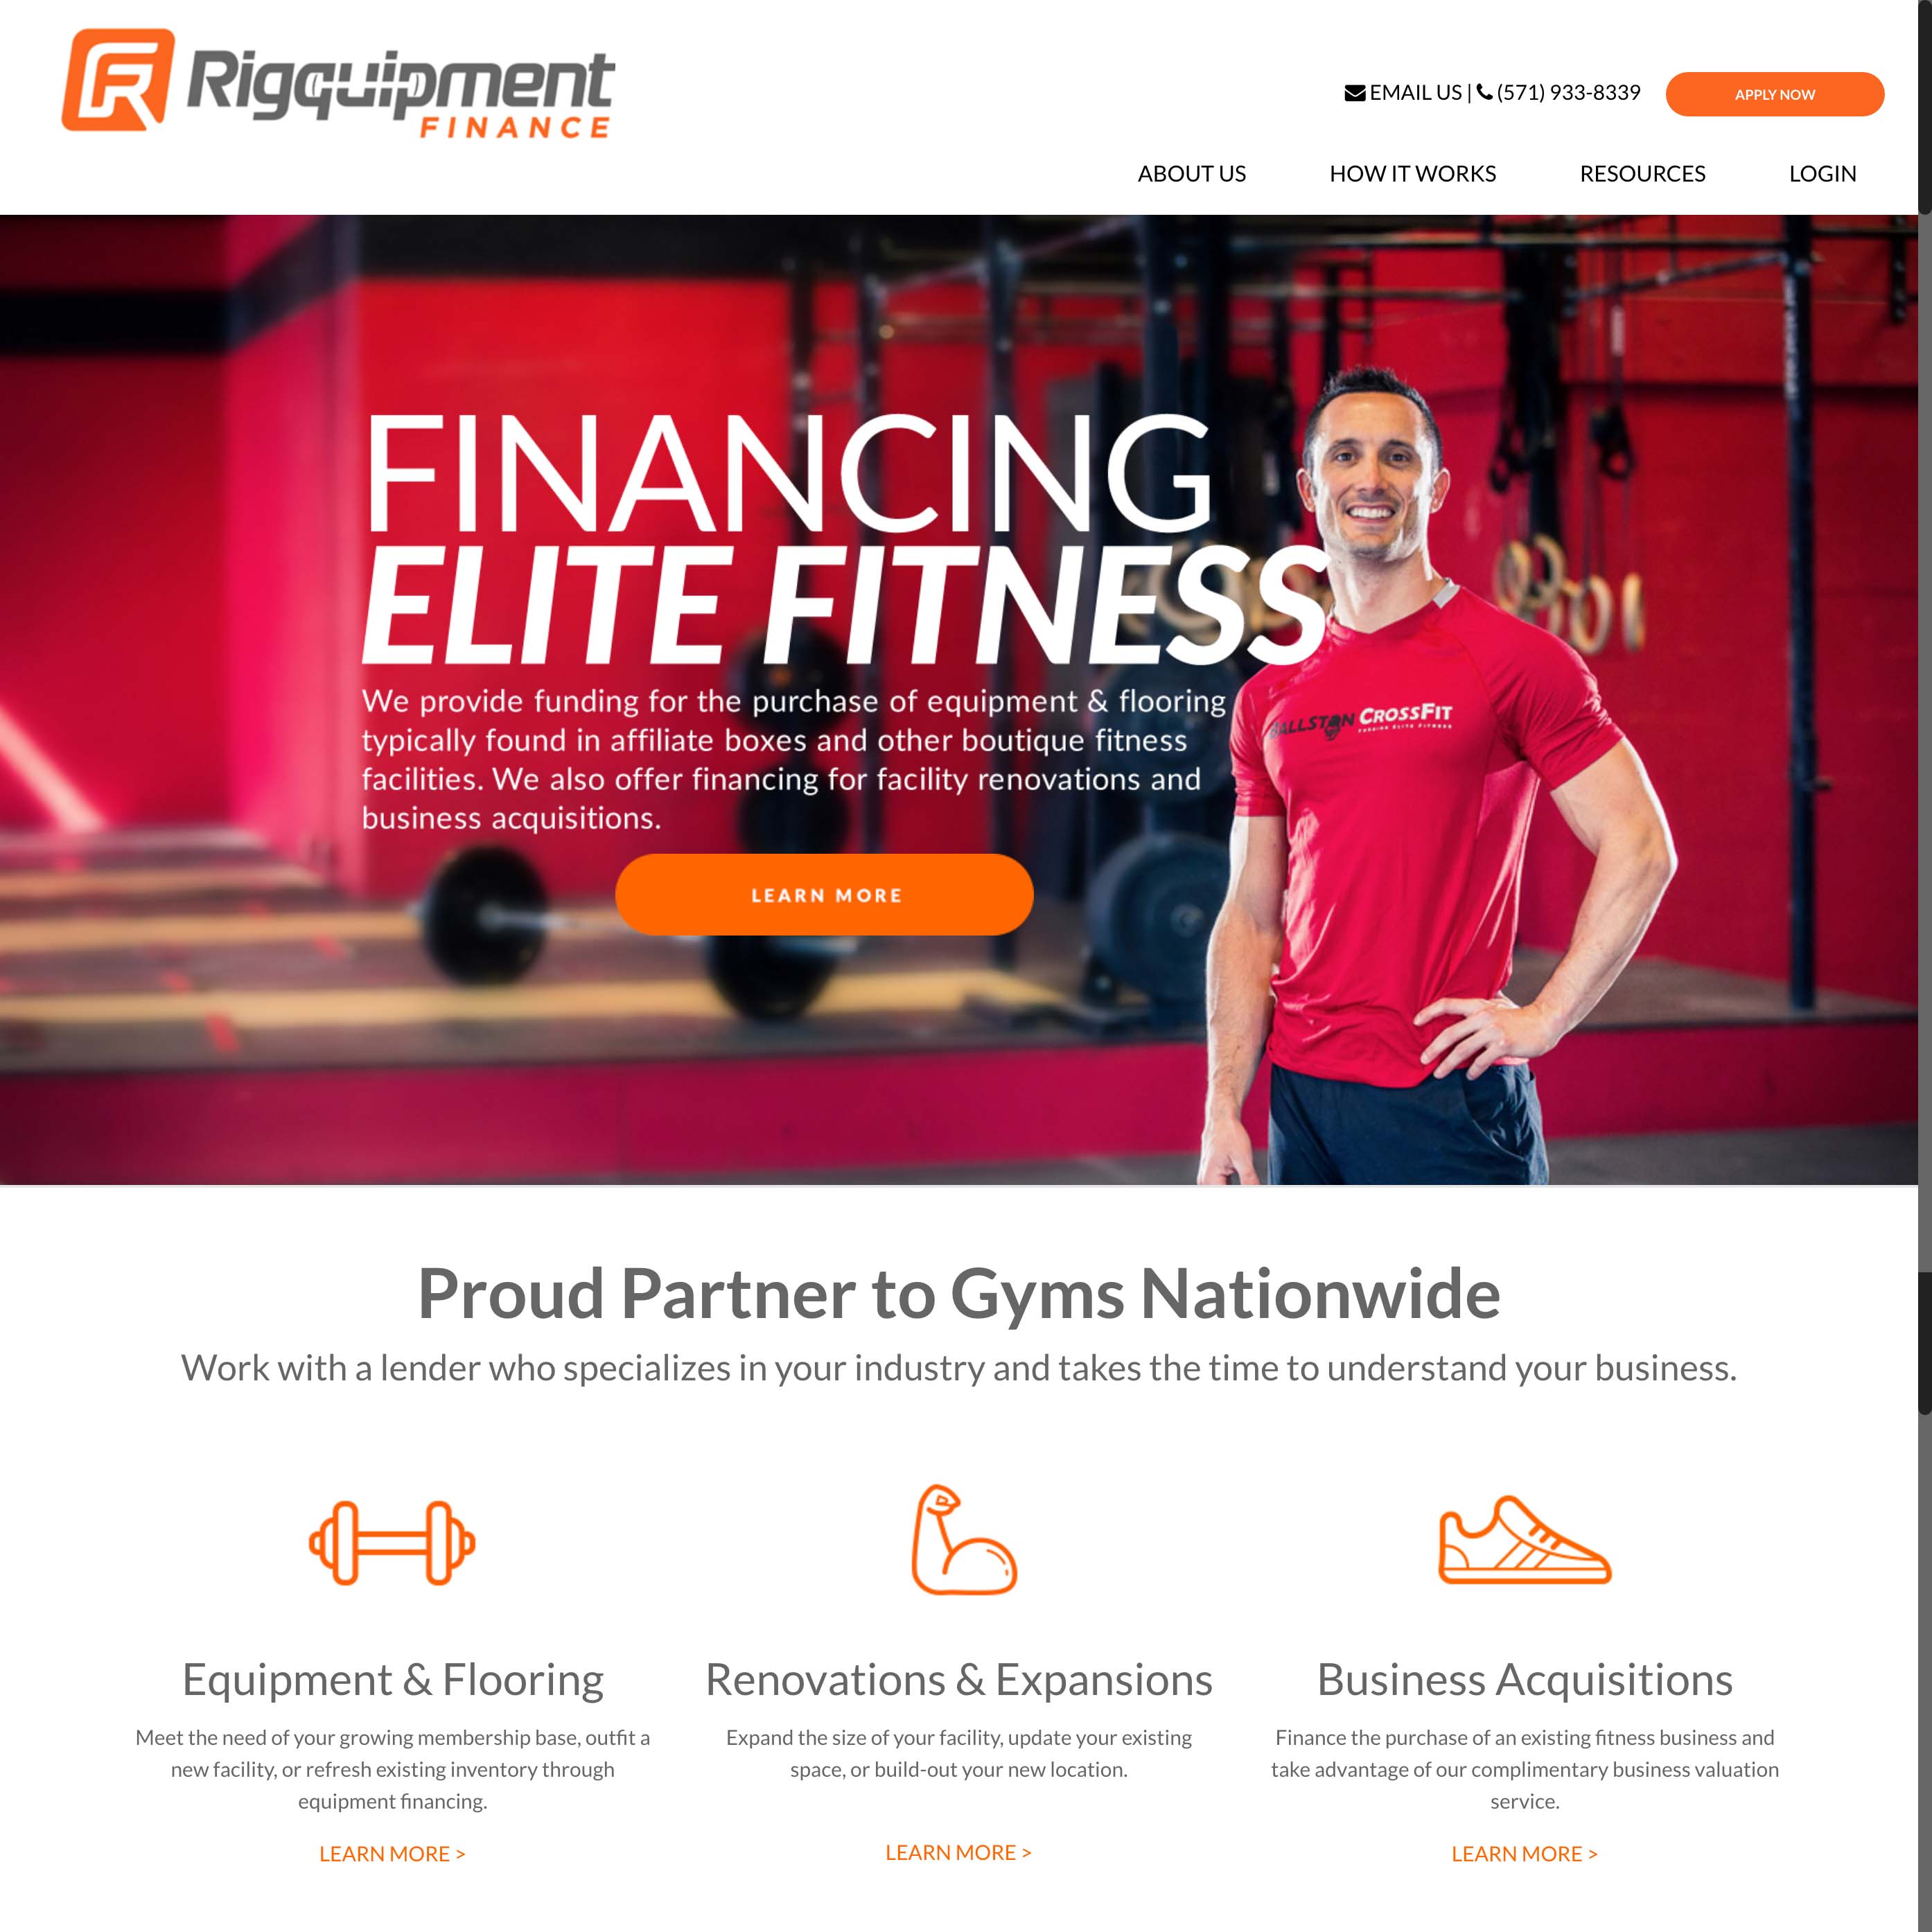 Rigquipment
FINANCE
EMAIL US | (571) 933-8339
APPLY NOW
ABOUT US
HOW IT WORKS
RESOURCES
LOGIN
FINANCING
ELITE FITNESS
We provide funding for the purchase of equipment & flooring
typically found in affiliate boxes and other boutique fitness
facilities. We also offer financing for facility renovations and
business acquisitions.
LEARN MORE
BALLSTON CROSSFIT
FORGING ELITE FITNESS
Proud Partner to Gyms Nationwide
Work with a lender who specializes in your industry and takes the time to understand your business.
Equipment & Flooring
Meet the need of your growing membership base, outfit a
new facility, or refresh existing inventory through
equipment financing.
LEARN MORE >
Renovations & Expansions
Expand the size of your facility, update your existing
space, or build-out your new location.
LEARN MORE >
Business Acquisitions
Finance the purchase of an existing fitness business and
take advantage of our complimentary business valuation
service.
LEARN MORE >